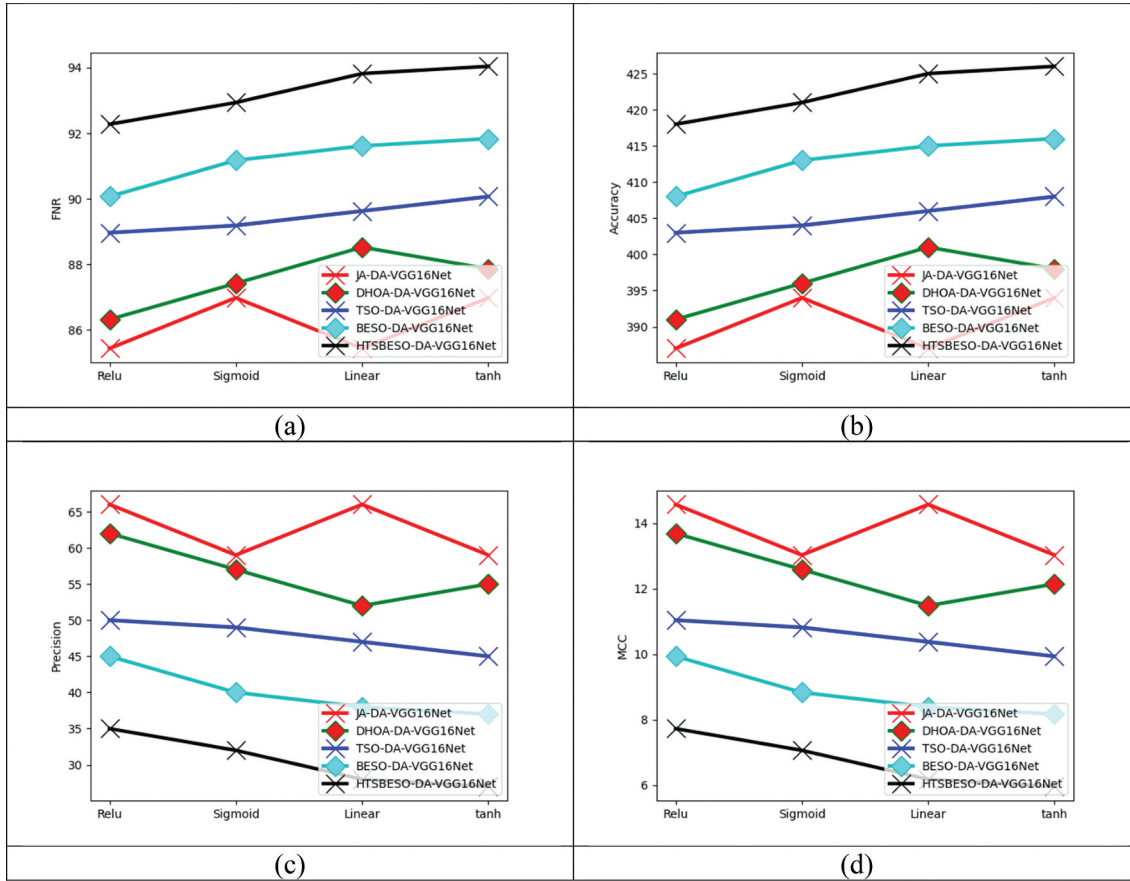 94
92
90
88
86
FNR
JA-DA-VGG16Net
DHOA-DA-VGG16Net
TSO-DA-VGG16Net
BESO-DA-VGG16Net
HTSBESO-DA-VGG16Net
Relu Sigmoid Linear tanh
(a)
425
420
415
410
405
400
395
390
Accuracy
JA-DA-VGG16Net
DHOA-DA-VGG16Net
TSO-DA-VGG16Net
BESO-DA-VGG16Net
HTSBESO-DA-VGG16Net
Relu Sigmoid Linear tanh
(b)
65
60
55
50
45
40
35
30
Precision
JA-DA-VGG16Net
DHOA-DA-VGG16Net
TSO-DA-VGG16Net
BESO-DA-VGG16Net
HTSBESO-DA-VGG16Net
Relu Sigmoid Linear tanh
(c)
14
12
10
8
6
MCC
JA-DA-VGG16Net
DHOA-DA-VGG16Net
TSO-DA-VGG16Net
BESO-DA-VGG16Net
HTSBESO-DA-VGG16Net
Relu Sigmoid Linear tanh
(d)